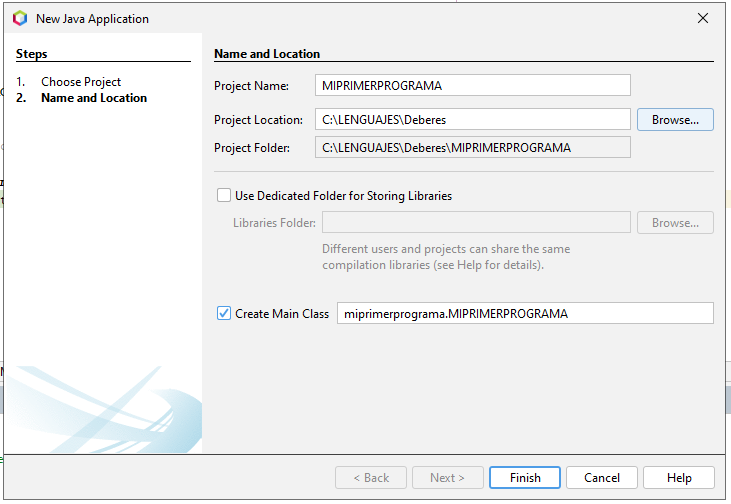 New Java Application
Steps
1. Choose Project
2. Name and Location
Name and Location
Project Name: MIPRIMERPROGRAMA
Project Location: C:\LENGUAJES\Deberes Browse...
Project Folder: C:\LENGUAJES\Deberes\MIPRIMERPROGRAMA
Use Dedicated Folder for Storing Libraries
Libraries Folder: Browse...
Different users and projects can share the same
compilation libraries (see Help for details).
Create Main Class miprimerprograma.MIPRIMERPROGRAMA
< Back Next > Finish Cancel Help